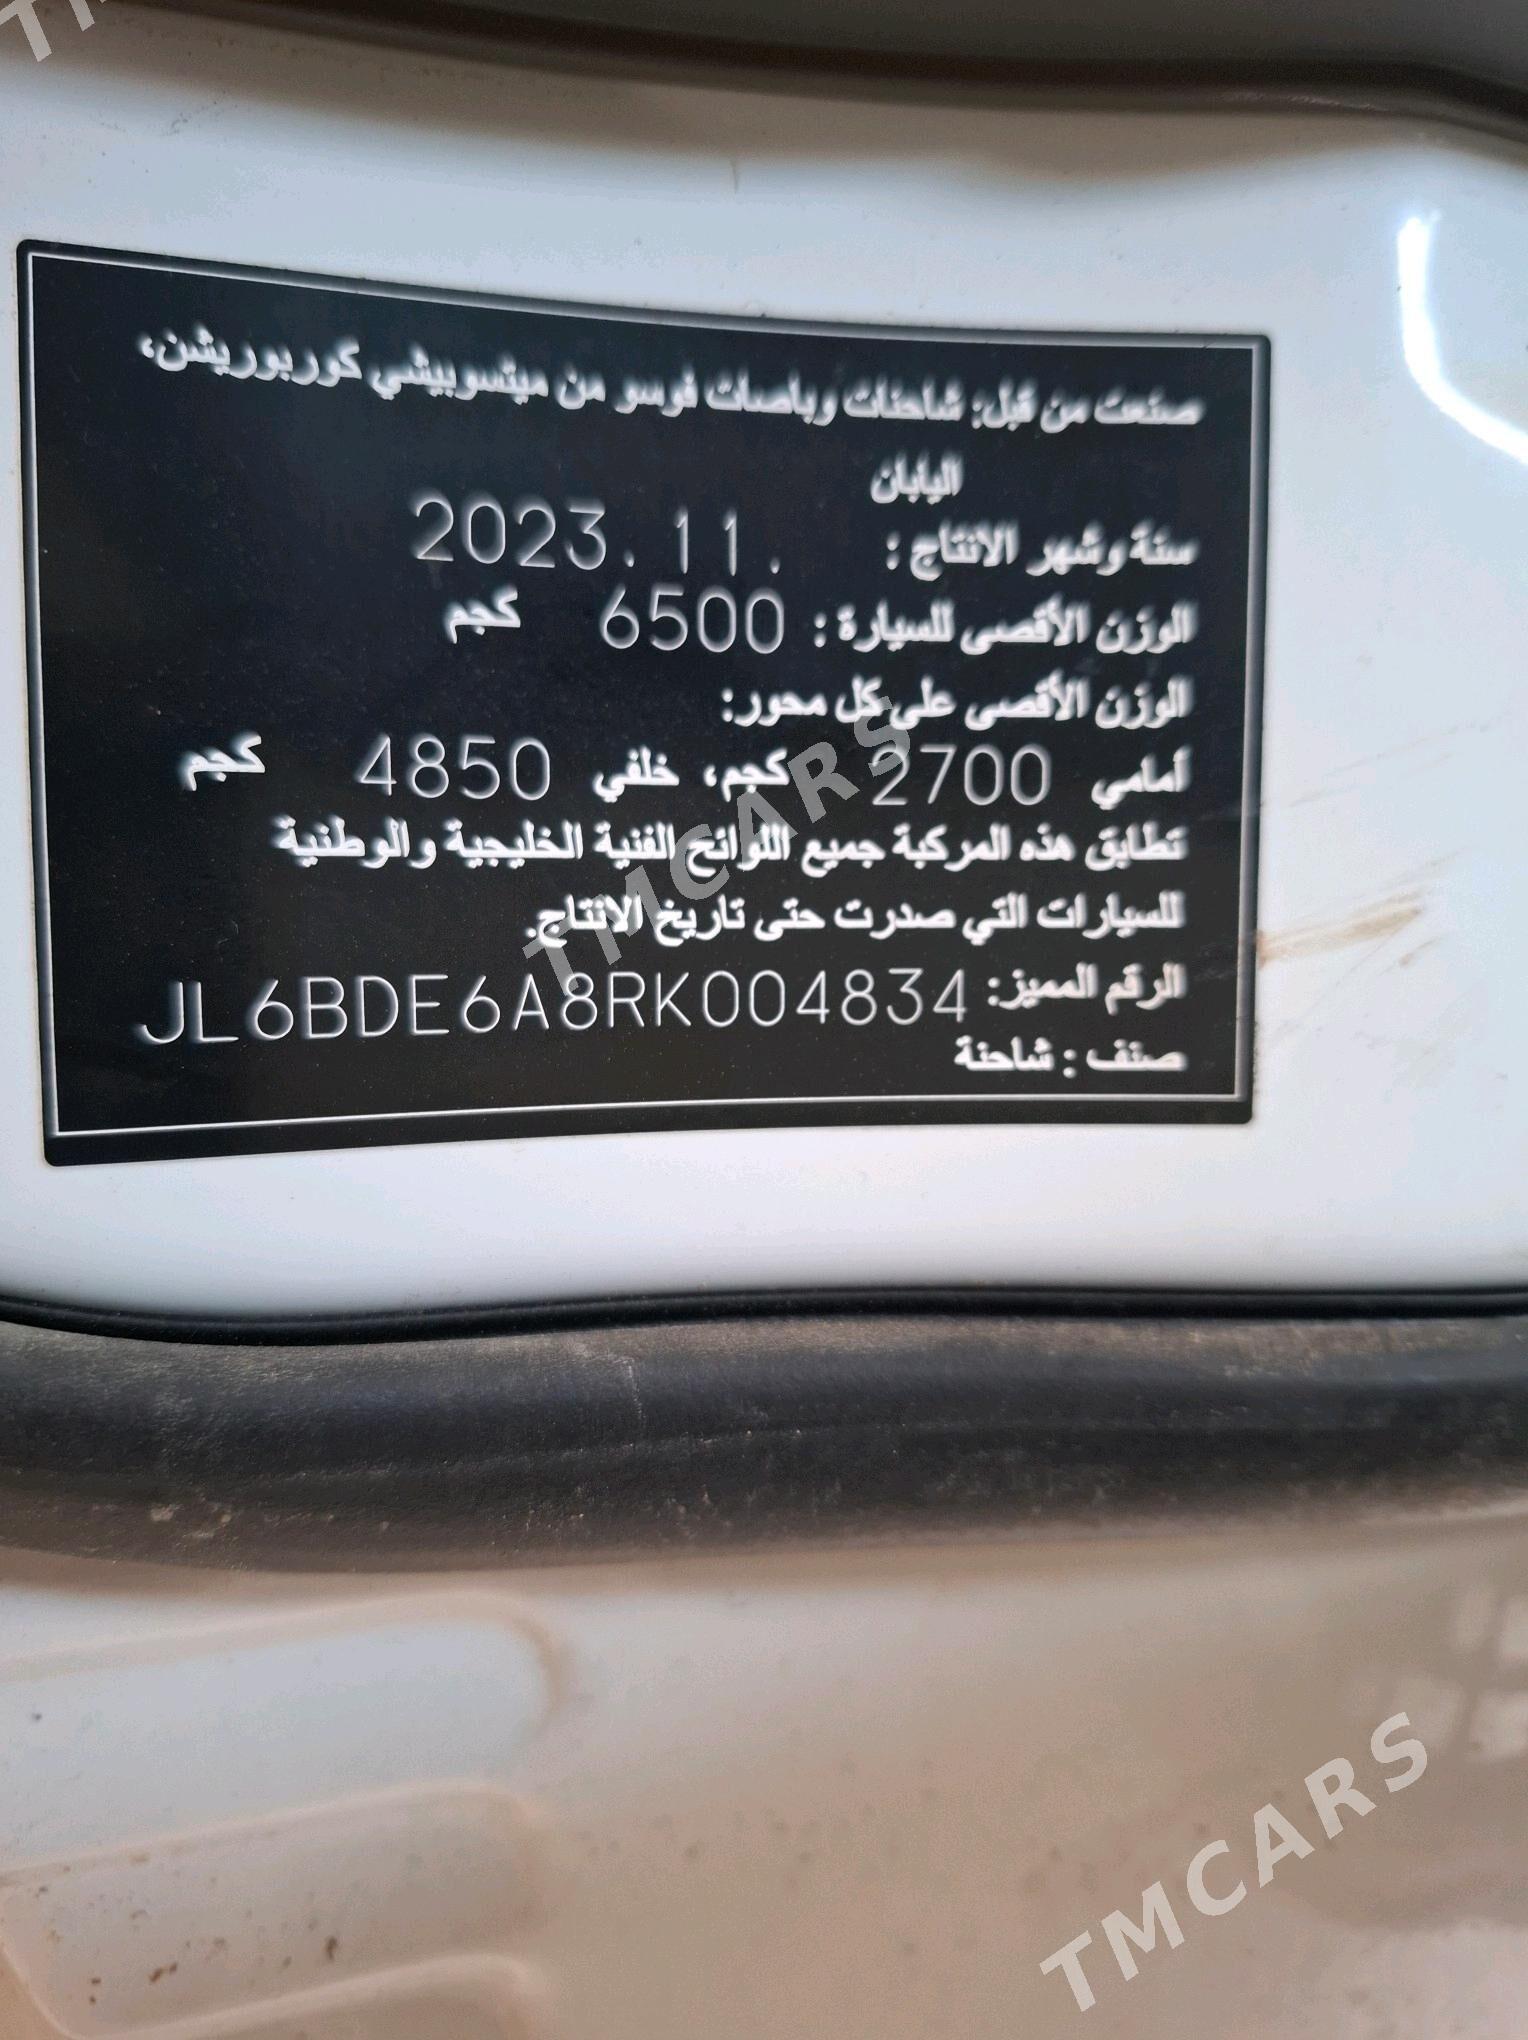 صنعت من قبل: شاحنات وباصات فوسو من ميتسوبيشي كوربوريشن،
اليابان
سنة وشهر الانتاج : 2023.11.
الوزن الأقصى للسيارة : 6500 كجم
الوزن الأقصى على كل محور:
أمامي 2700 كجم، خلفي 4850 كجم
تطابق هذه المركبة جميع اللوائح الفنية الخليجية والوطنية
للسيارات التي صدرت حتى تاريخ الانتاج.
الرقم المميز: JL6BDE6A8RK004834
صنف : شاحنة
TMCARS
TMCARS